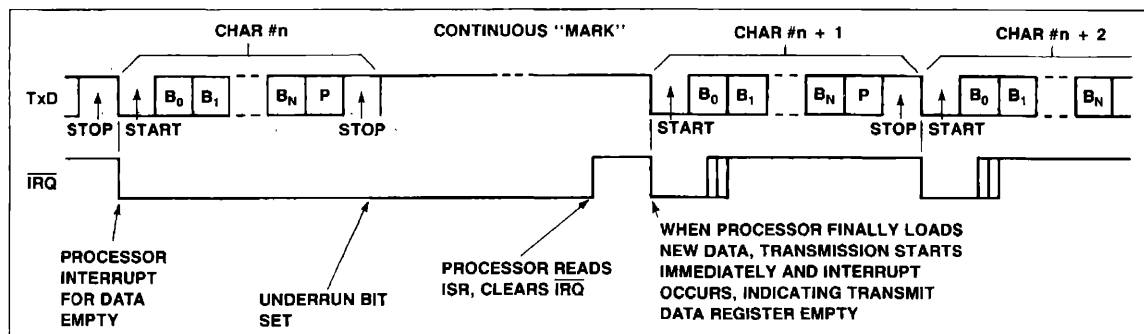 CHAR #n CONTINUOUS "MARK" CHAR #n + 1 CHAR #n + 2
TxD B0 B1 BN P B0 B1 BN P B0 B1 BN
STOP START STOP START STOP START
IRQ
PROCESSOR
INTERRUPT
FOR DATA
EMPTY
UNDERRUN BIT
SET
PROCESSOR READS
ISR, CLEARS IRQ
WHEN PROCESSOR FINALLY LOADS
NEW DATA, TRANSMISSION STARTS
IMMEDIATELY AND INTERRUPT
OCCURS, INDICATING TRANSMIT
DATA REGISTER EMPTY